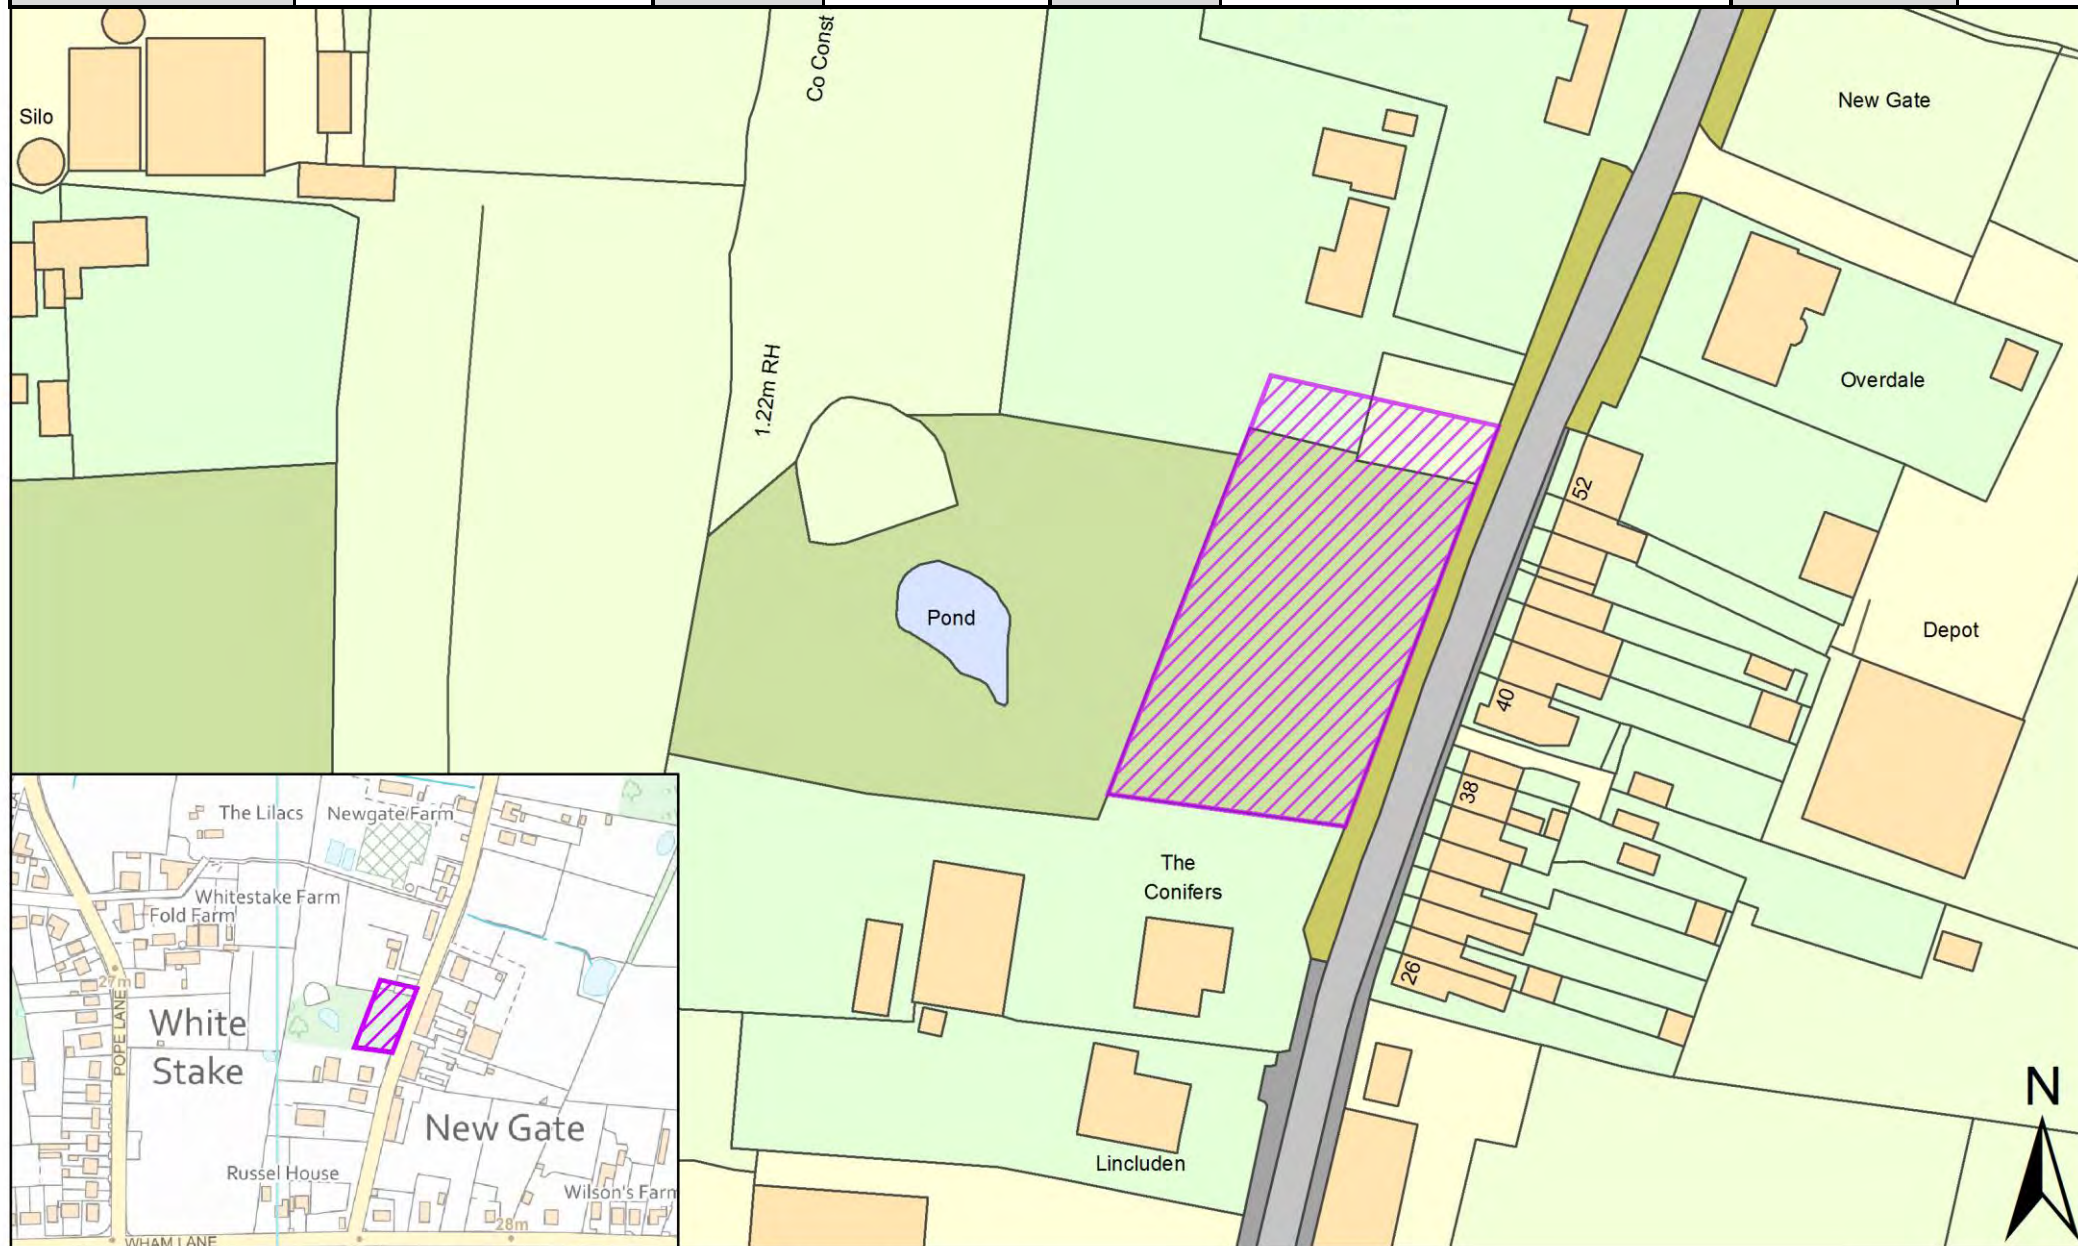 Co Const
Silo
New Gate
1.22m RH
Overdale
52
Pond
Depot
40
38
The
Conifers
26
Lincluden
N
The Lilacs
Newgate Farm
Whitestake Farm
Fold Farm
27m
POPE LANE
White
Stake
New Gate
Russel House
Wilson's Farm
28m
WHAM LANE